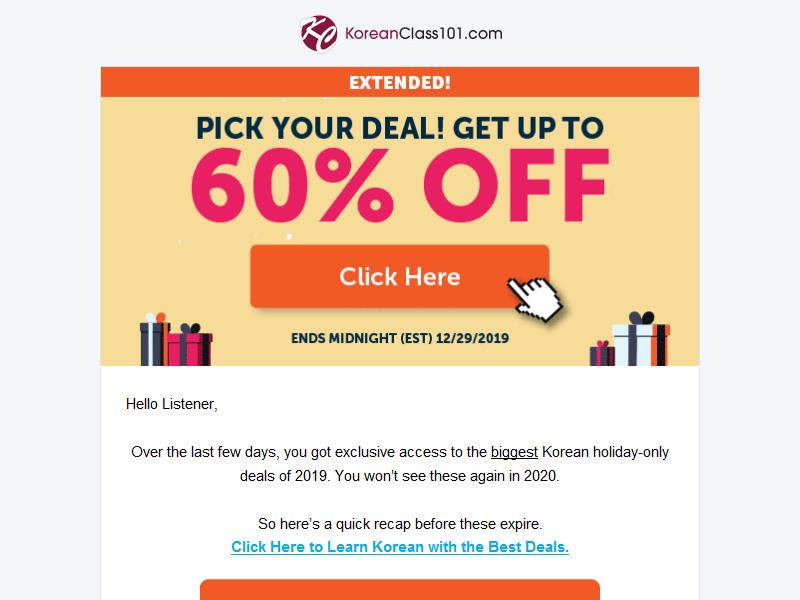 KoreanClass101.com
EXTENDED!
PICK YOUR DEAL! GET UP TO
60% OFF
Click Here
ENDS MIDNIGHT (EST) 12/29/2019
Hello Listener,
Over the last few days, you got exclusive access to the biggest Korean holiday-only
deals of 2019. You won’t see these again in 2020.
So here’s a quick recap before these expire.
Click Here to Learn Korean with the Best Deals.